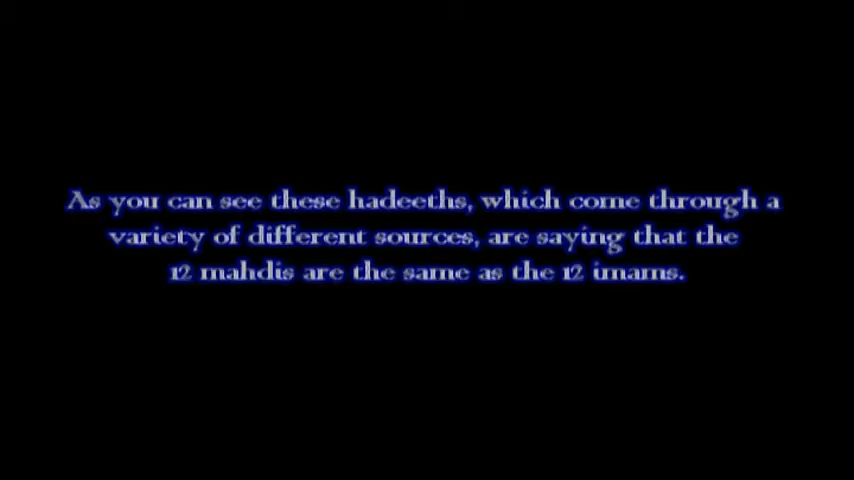 As you can see these hadeeths, which come through a
variety of different sources, are saying that the
12 mahdis are the same as the 12 imams.